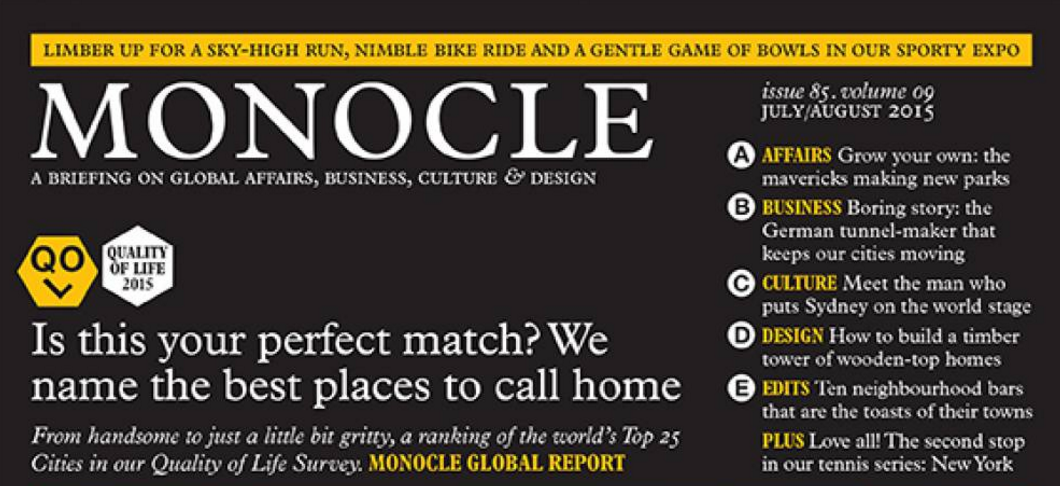 LIMBER UP FOR A SKY-HIGH RUN, NIMBLE BIKE RIDE AND A GENTLE GAME OF BOWLS IN OUR SPORTY EXPO
MONOCLE
A BRIEFING ON GLOBAL AFFAIRS, BUSINESS, CULTURE & DESIGN
QO
L
QUALITY
OF LIFE
2015
Is this your perfect match? We
name the best places to call home
From handsome to just a little bit gritty, a ranking of the world's Top 25
Cities in our Quality of Life Survey. MONOCLE GLOBAL REPORT
issue 85. volume 09
JULY/AUGUST 2015
A AFFAIRS Grow your own: the
mavericks making new parks
B BUSINESS Boring story: the
German tunnel-maker that
keeps our cities moving
C CULTURE Meet the man who
puts Sydney on the world stage
D DESIGN How to build a timber
tower of wooden-top homes
E EDITS Ten neighbourhood bars
that are the toasts of their towns
PLUS Love all! The second stop
in our tennis series: New York